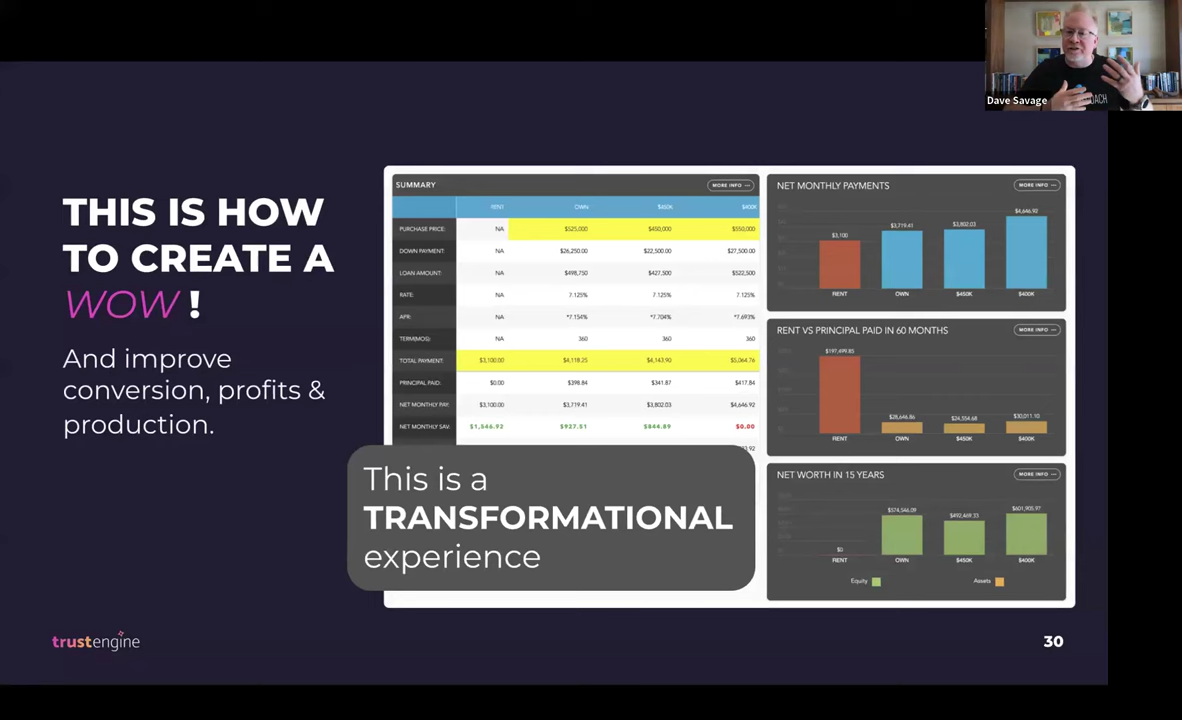 Dave Savage
THIS IS HOW
TO CREATE A
WOW !
And improve
conversion, profits &
production.
SUMMARY
MORE INFO
RENT OWN $450K $400K
PURCHASE PRICE: NA $525,000 $450,000 $550,000
DOWN PAYMENT: NA $26,250.00 $22,500.00 $27,500.00
LOAN AMOUNT: NA $498,750 $427,500 $522,500
RATE: NA 7.125% 7.125% 7.125%
APR: NA *7.154% *7.704% *7.693%
TERM(MOS): NA 360 360 360
TOTAL PAYMENT: $3,100.00 $4,118.25 $4,143.90 $5,064.76
PRINCIPAL PAID: $0.00 $398.84 $341.87 $417.84
NET MONTHLY PAY: $3,100.00 $3,719.41 $3,802.03 $4,646.92
NET MONTHLY SAV: $1,546.92 $927.51 $844.89 $0.00
This is a
TRANSFORMATIONAL
experience
NET MONTHLY PAYMENTS
MORE INFO
$3,100 $3,719.41 $3,802.03 $4,646.92
RENT OWN $450K $400K
RENT VS PRINCIPAL PAID IN 60 MONTHS
MORE INFO
$197,499.85 $28,646.86 $24,554.68 $30,011.10
RENT OWN $450K $400K
NET WORTH IN 15 YEARS
MORE INFO
$0 $574,546.09 $492,469.33 $601,905.97
RENT OWN $450K $400K
Equity Assets
trustengine
30